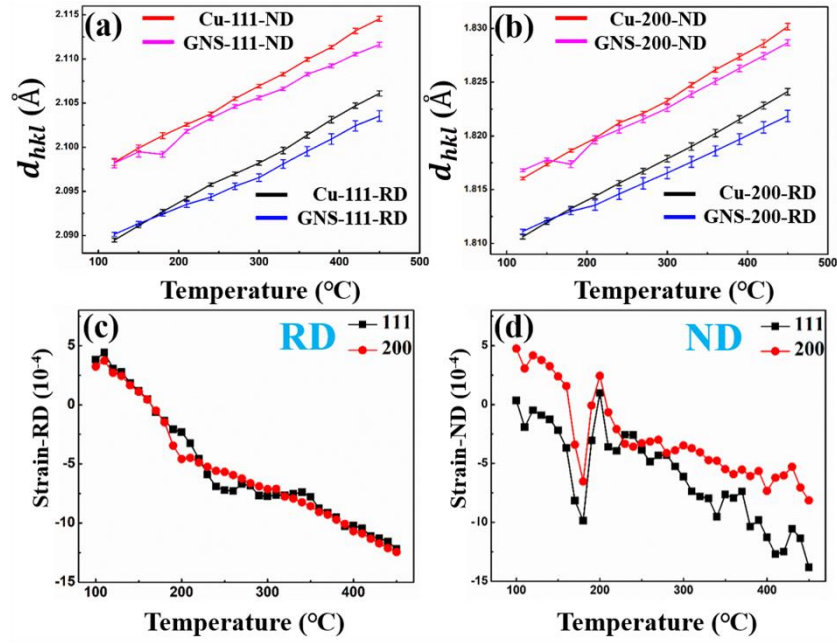 (a)
Cu-111-ND
GNS-111-ND
Cu-111-RD
GNS-111-RD
d_{hkl} (Å)
2.115
2.110
2.105
2.100
2.095
2.090
100 200 300 400 500
Temperature (°C)
(b)
Cu-200-ND
GNS-200-ND
Cu-200-RD
GNS-200-RD
d_{hkl} (Å)
1.830
1.825
1.820
1.815
1.810
100 200 300 400 500
Temperature (°C)
(c)
RD
111
200
Strain-RD (10⁻⁴)
5
0
-5
-10
-15
100 200 300 400
Temperature (°C)
(d)
ND
111
200
Strain-ND (10⁻⁴)
5
0
-5
-10
-15
100 200 300 400
Temperature (°C)